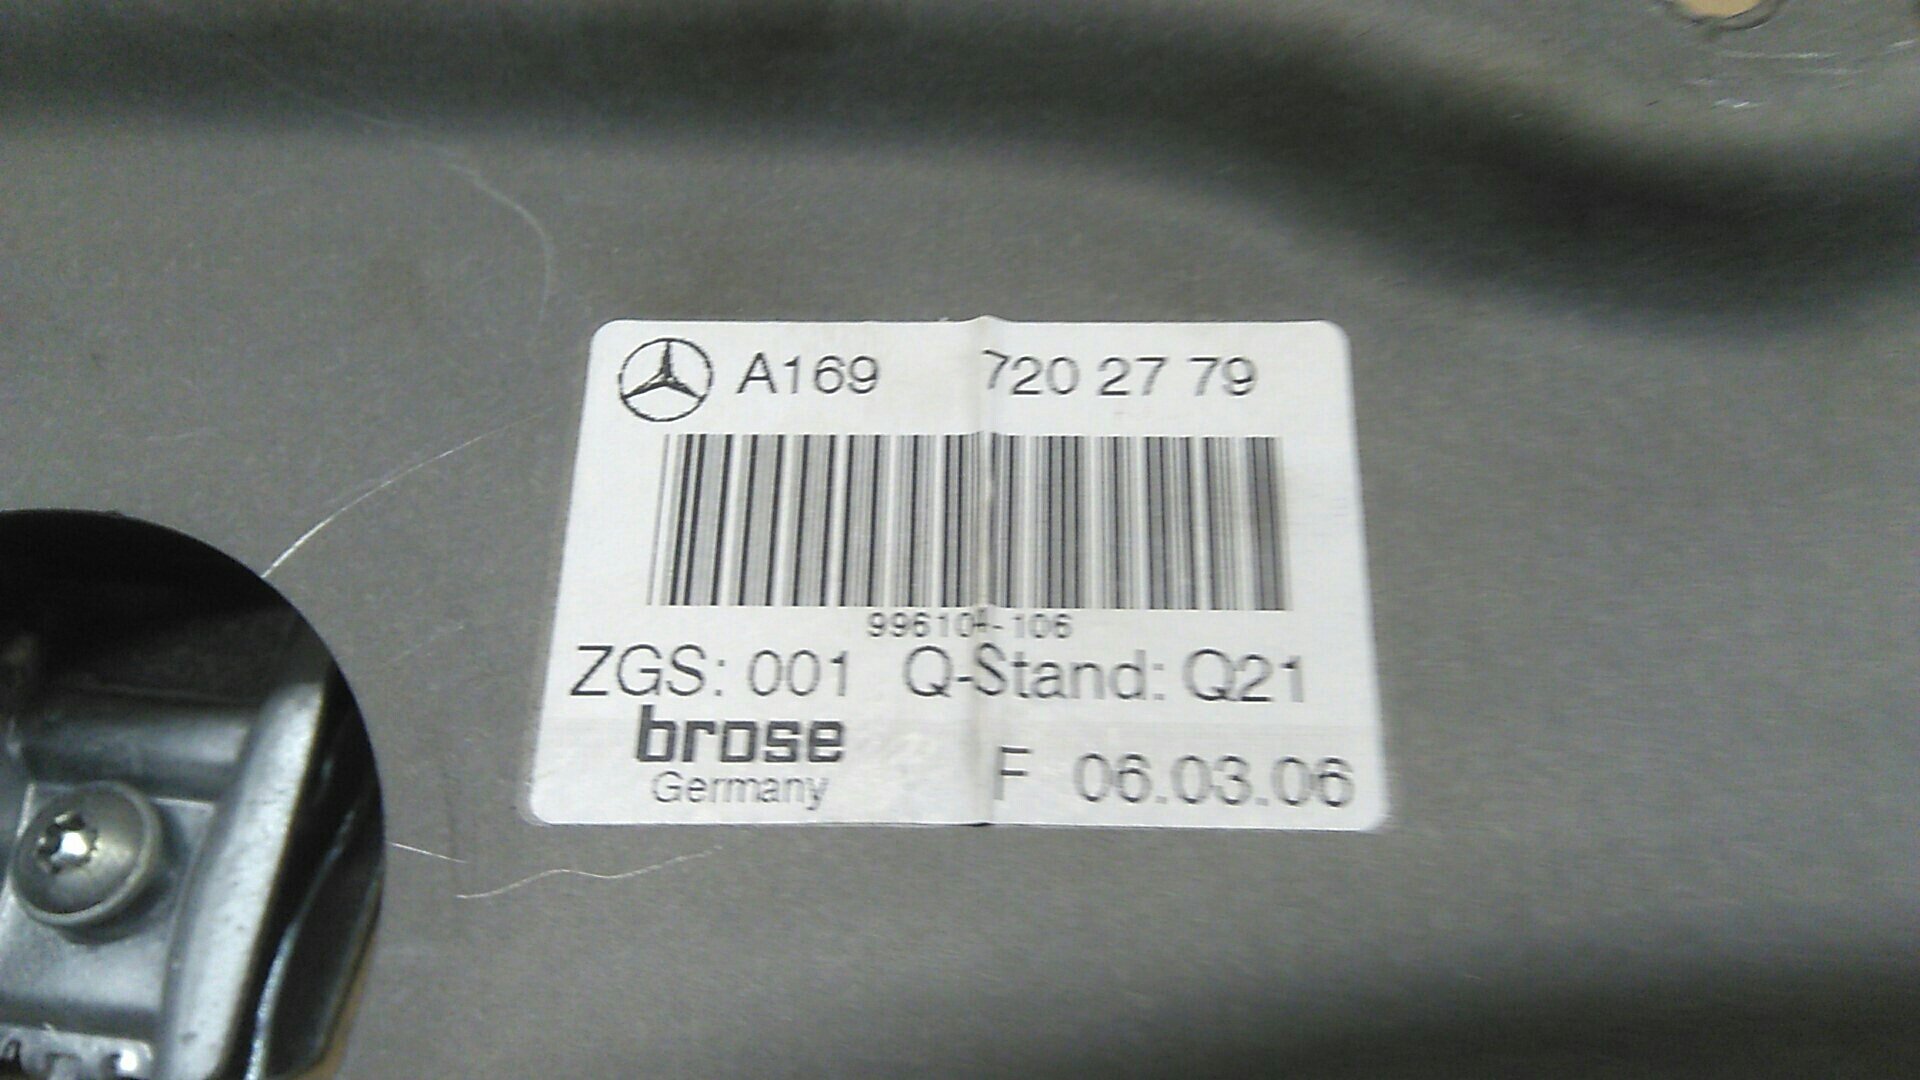 A169 720 27 79
996104-106
ZGS: 001 Q-Stand: Q21
brose
Germany F 06.03.06